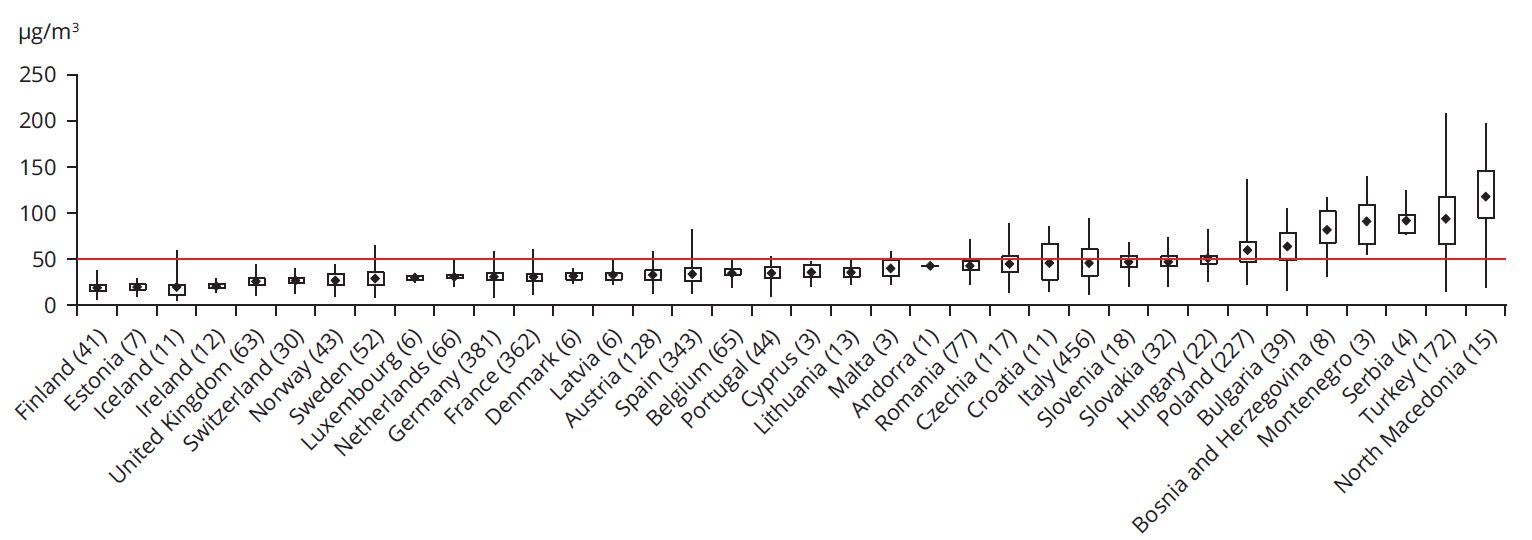 µg/m³
250
200
150
100
50
0
Finland (41)
Estonia (7)
Iceland (11)
Ireland (12)
United Kingdom (63)
Switzerland (30)
Norway (43)
Sweden (52)
Luxembourg (6)
Netherlands (66)
Germany (381)
France (362)
Denmark (6)
Latvia (6)
Austria (128)
Spain (343)
Belgium (65)
Portugal (44)
Cyprus (3)
Lithuania (13)
Malta (3)
Andorra (1)
Romania (77)
Czechia (117)
Croatia (11)
Italy (456)
Slovenia (18)
Slovakia (32)
Hungary (22)
Poland (227)
Bulgaria (39)
Bosnia and Herzegovina (8)
Montenegro (3)
Serbia (4)
Turkey (172)
North Macedonia (15)